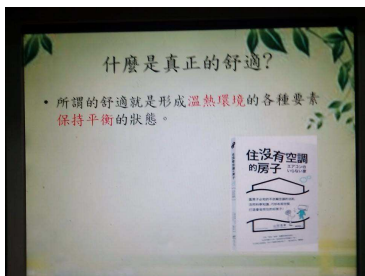 什麼是真正的舒適?
• 所謂的舒適就是形成溫熱環境的各種要素
保持平衡的狀態。
住沒有空調
的房子